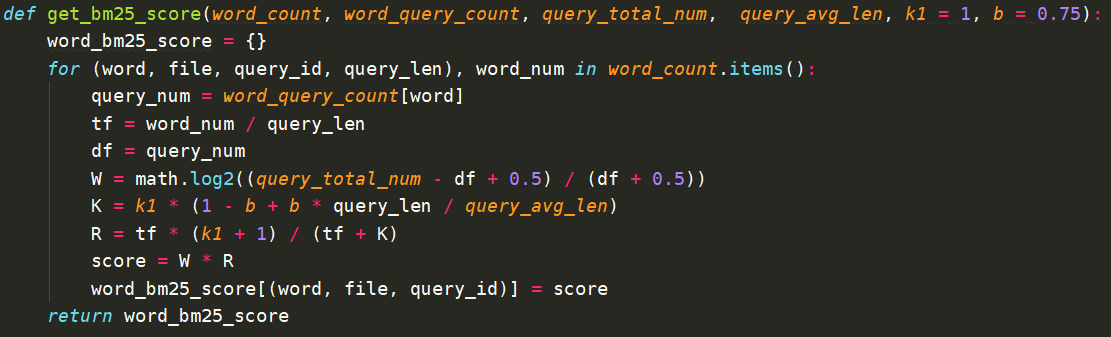 def get_bm25_score(word_count, word_query_count, query_total_num,  query_avg_len, k1 = 1, b = 0.75):
    word_bm25_score = {}
    for (word, file, query_id, query_len), word_num in word_count.items():
        query_num = word_query_count[word]
        tf = word_num / query_len
        df = query_num
        W = math.log2((query_total_num - df + 0.5) / (df + 0.5))
        K = k1 * (1 - b + b * query_len / query_avg_len)
        R = tf * (k1 + 1) / (tf + K)
        score = W * R
        word_bm25_score[(word, file, query_id)] = score
    return word_bm25_score